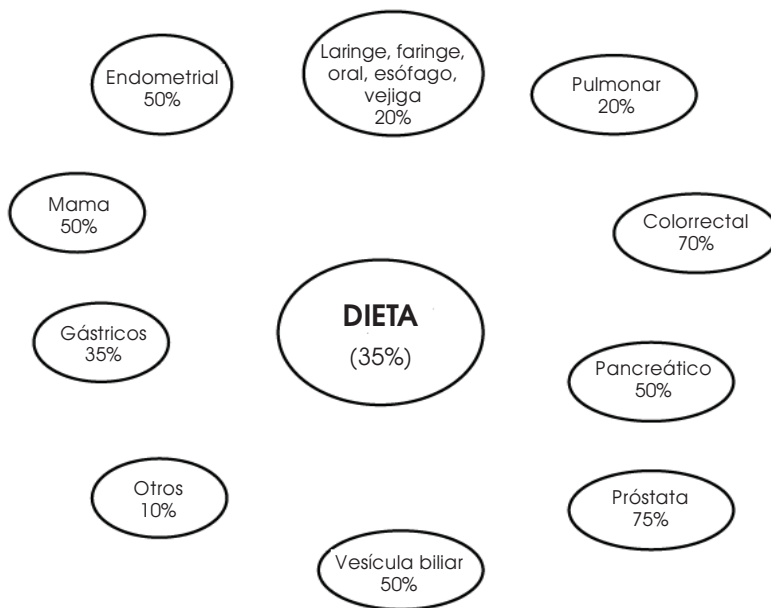 Laringe, faringe,
oral, esófago,
vejiga
20%
Endometrial
50%
Pulmonar
20%
Mama
50%
Colorrectal
70%
DIETA
(35%)
Gástricos
35%
Pancreático
50%
Otros
10%
Próstata
75%
Vesícula biliar
50%